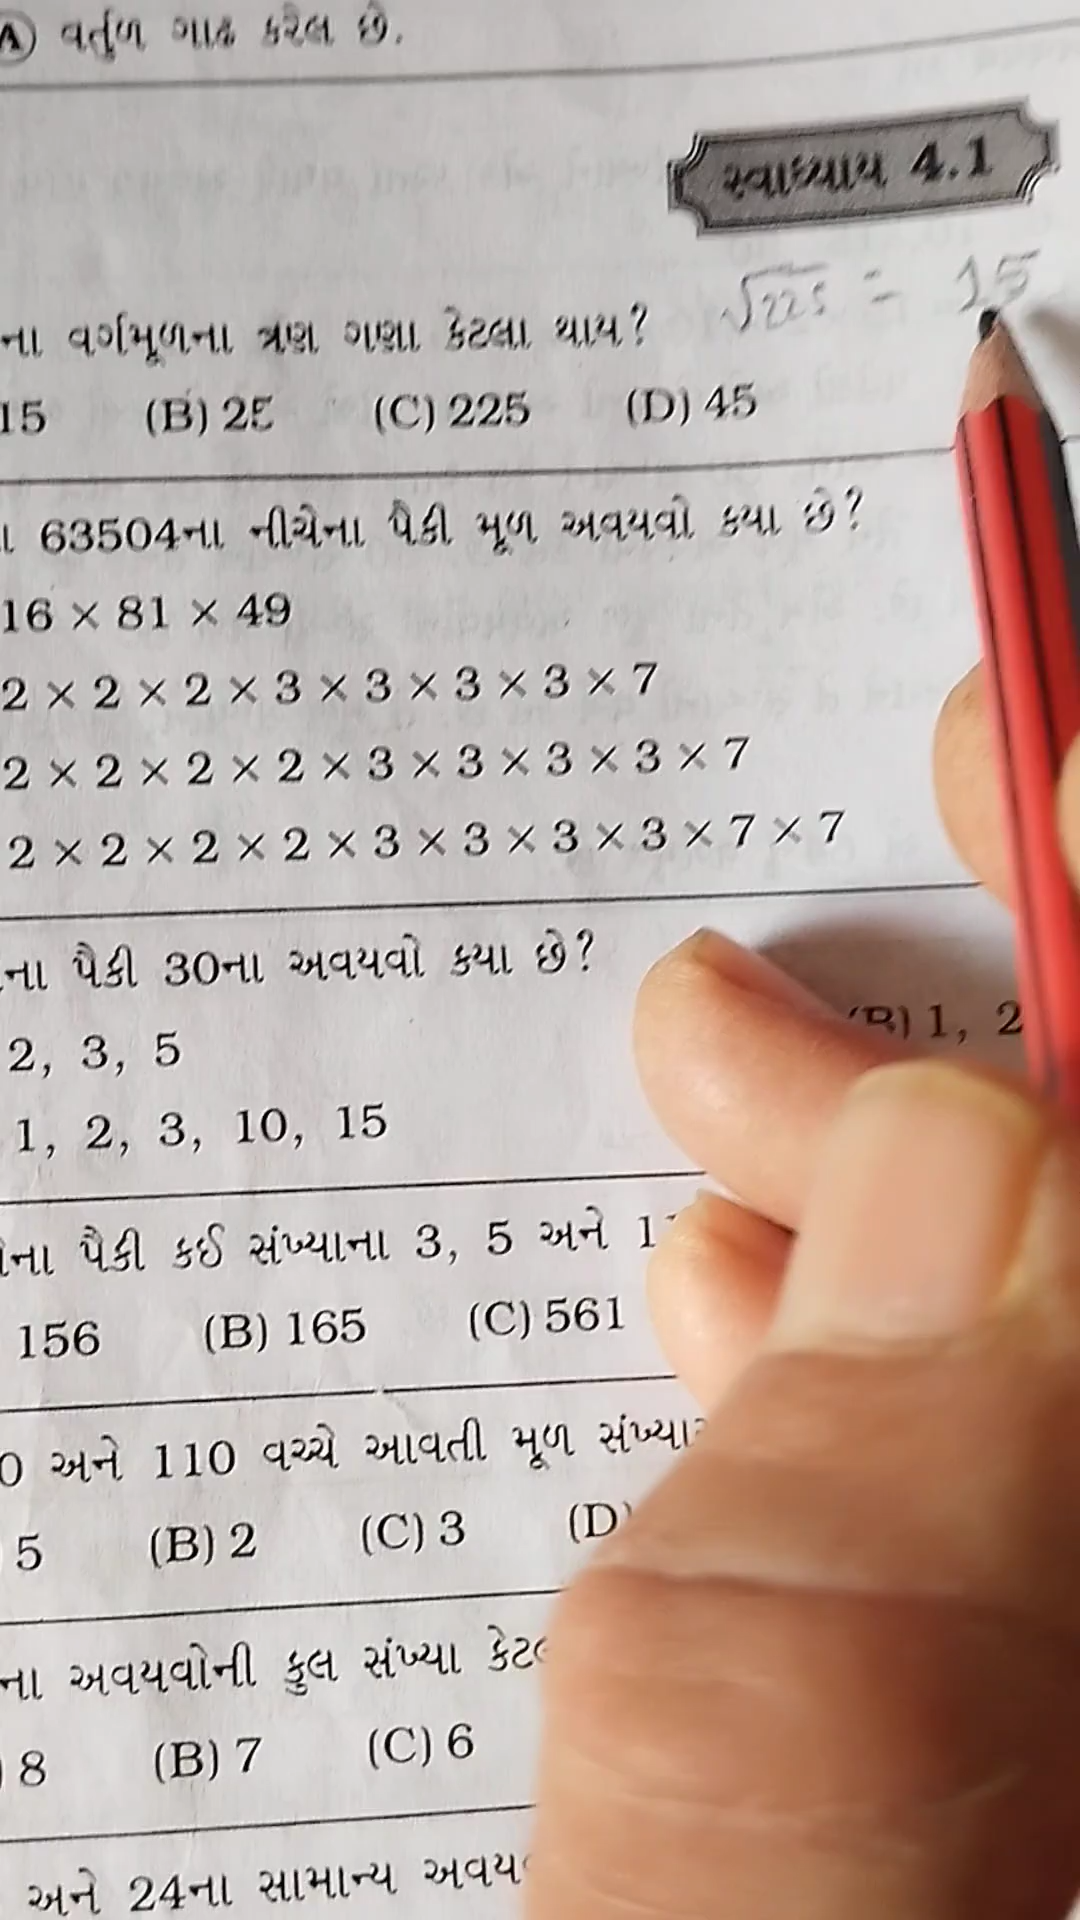 A વર્તુળ ગાઢ કરેલ છે.
સ્વાધ્યાય 4.1
ના વર્ગમૂળના ત્રણ ગણા કેટલા થાય? √225 = 15
15 (B) 25 (C) 225 (D) 45
63504ના નીચેના પૈકી મૂળ અવયવો કયા છે?
16 × 81 × 49
2 × 2 × 2 × 3 × 3 × 3 × 3 × 7
2 × 2 × 2 × 2 × 3 × 3 × 3 × 3 × 7
2 × 2 × 2 × 2 × 3 × 3 × 3 × 3 × 7 × 7
ના પૈકી 30ના અવયવો કયા છે?
2, 3, 5 (B) 1, 2
1, 2, 3, 10, 15
ના પૈકી કઈ સંખ્યાના 3, 5 અને
156 (B) 165 (C) 561
0 અને 110 વચ્ચે આવતી મૂળ
5 (B) 2 (C) 3 (D)
ના અવયવોની કુલ સંખ્યા
8 (B) 7 (C) 6
અને 24ના સામાન્ય